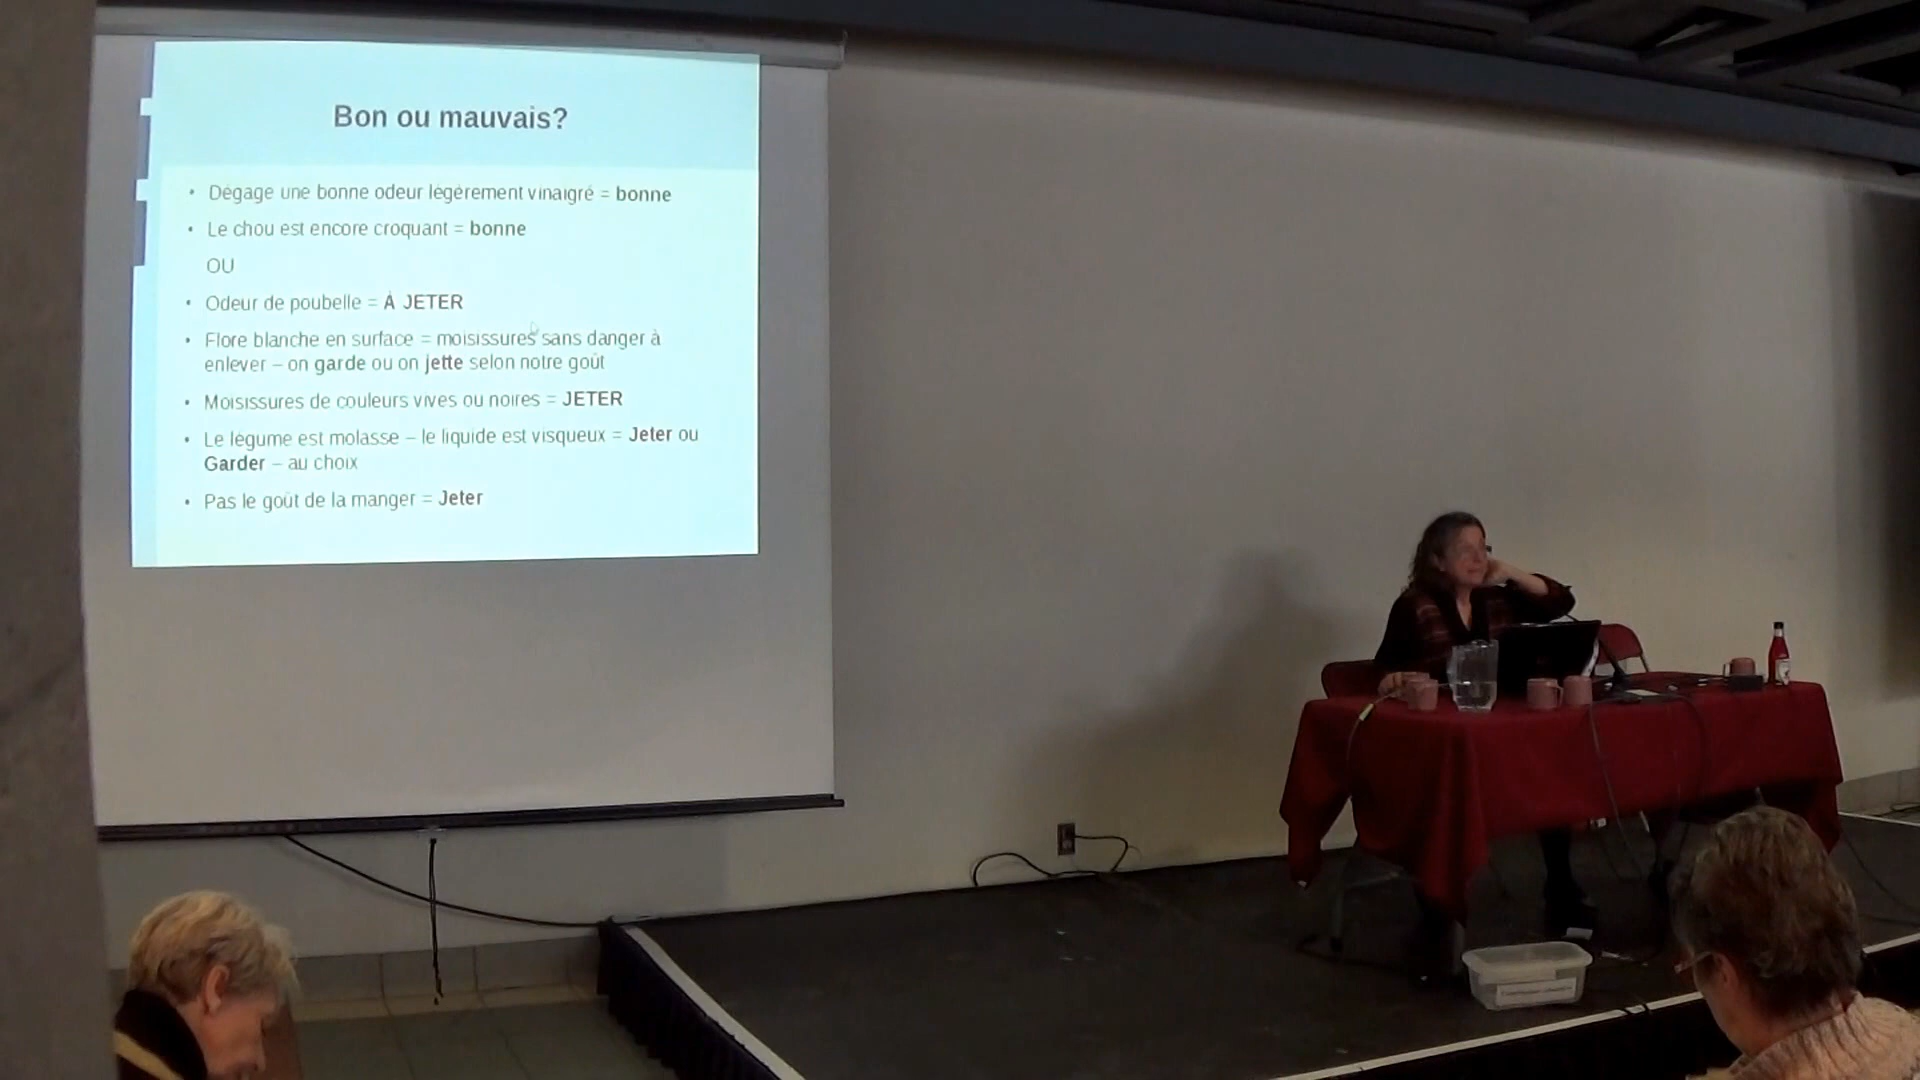 Bon ou mauvais?
• Dégage une bonne odeur légèrement vinaigré = bonne
• Le chou est encore croquant = bonne
OU
• Odeur de poubelle = À JETER
• Flore blanche en surface = moisissures sans danger à
enlever – on garde ou on jette selon notre goût
• Moisissures de couleurs vives ou noires = JETER
• Le légume est molasse – le liquide est visqueux = Jeter ou
Garder – au choix
• Pas le goût de la manger = Jeter